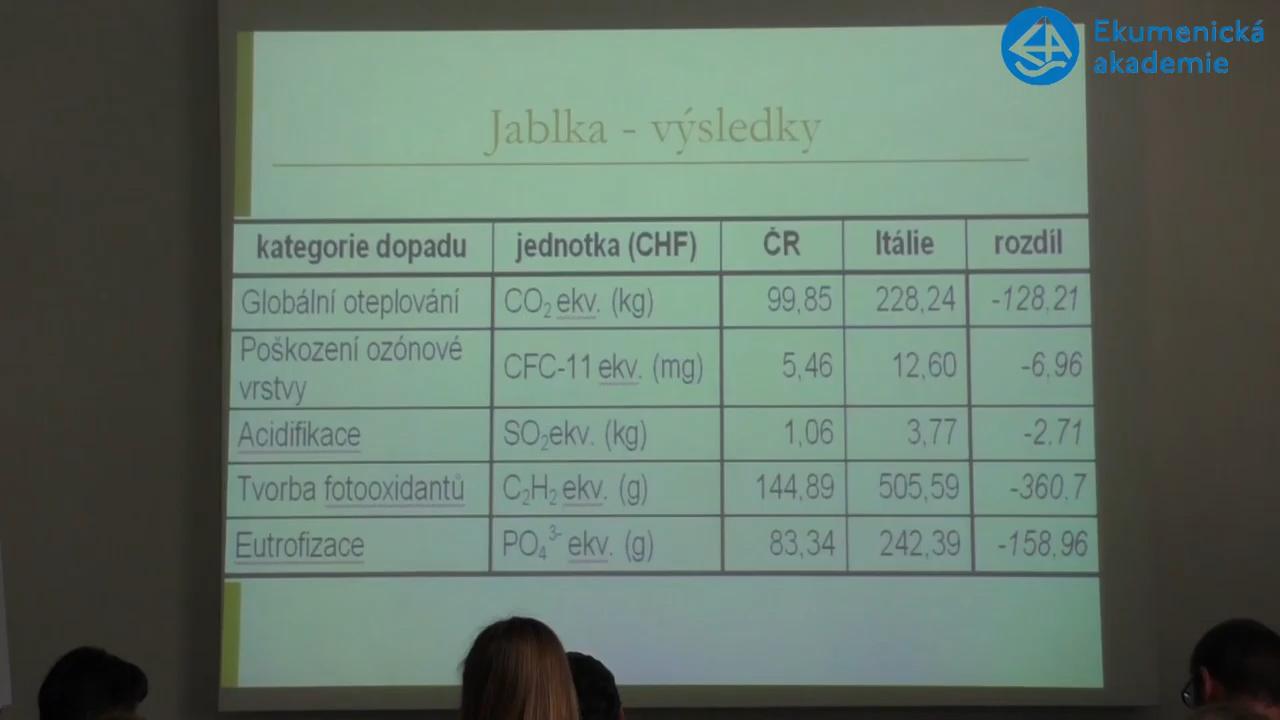 Ekumenická
akademie
Jablka - výsledky
kategorie dopadu jednotka (CHF) ČR Itálie rozdíl
Globální oteplování CO₂ ekv. (kg) 99,85 228,24 -128,21
Poškození ozónové
vrstvy CFC-11 ekv. (mg) 5,46 12,60 -6,96
Acidifikace SO₂ekv. (kg) 1,06 3,77 -2.71
Tvorba fotooxidantů C₂H₂ ekv. (g) 144,89 505,59 -360.7
Eutrofizace PO₄³⁻ ekv. (g) 83,34 242,39 -158,96